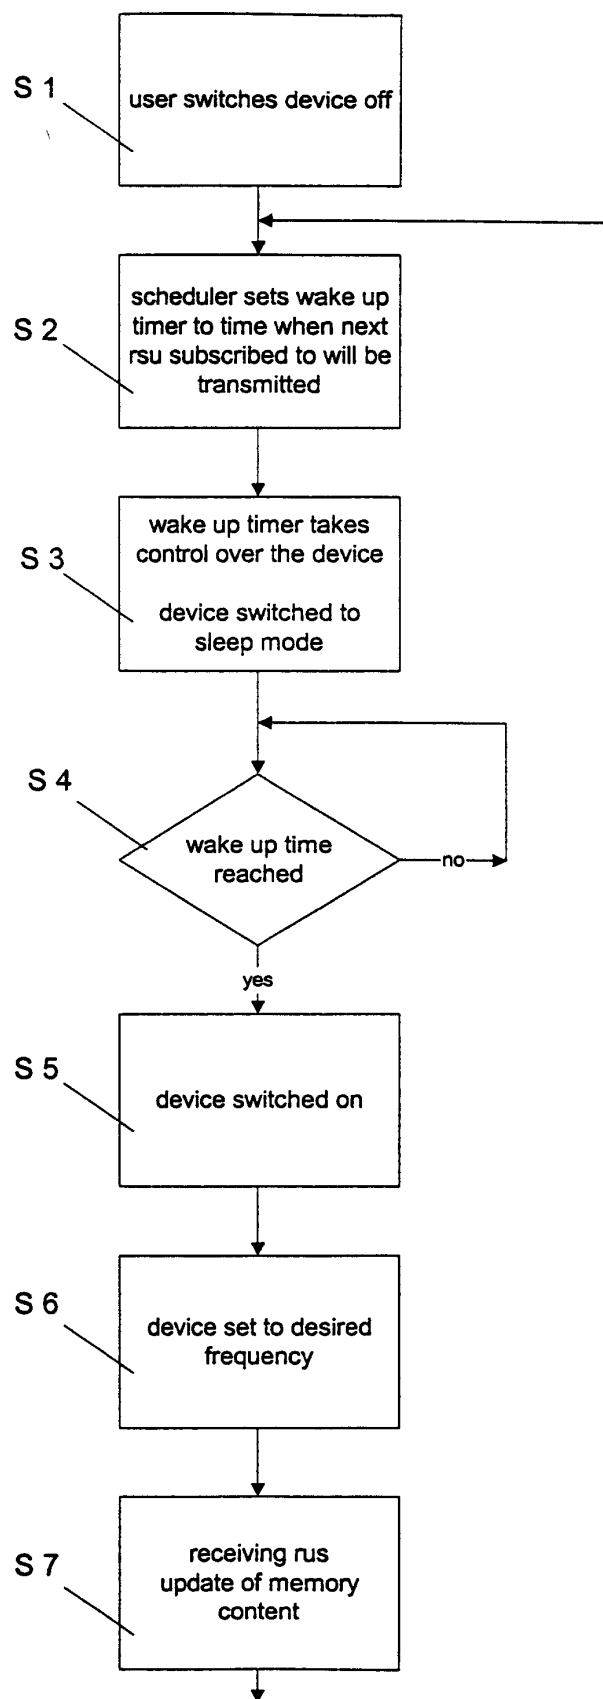 S 1
user switches device off
S 2
scheduler sets wake up
timer to time when next
rsu subscribed to will be
transmitted
S 3
wake up timer takes
control over the device
device switched to
sleep mode
S 4
wake up time
reached
no
yes
S 5
device switched on
S 6
device set to desired
frequency
S 7
receiving rus
update of memory
content